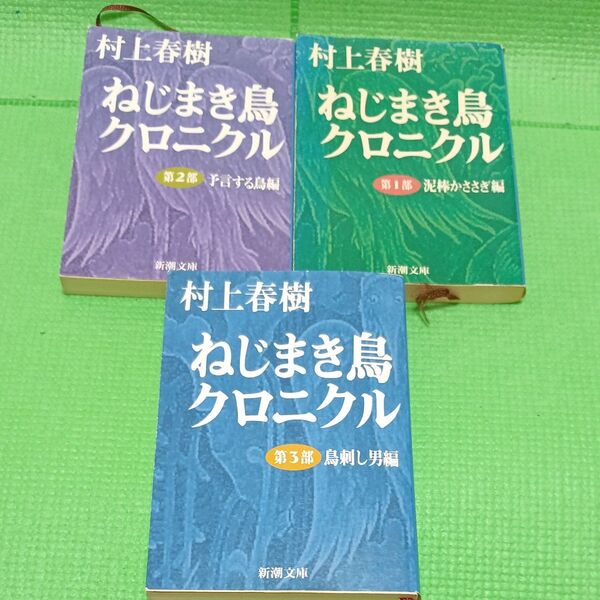 村上春樹
ねじまき鳥
クロニクル
第2部 予言する鳥編
新潮文庫
村上春樹
ねじまき鳥
クロニクル
第1部 泥棒かささぎ編
新潮文庫
村上春樹
ねじまき鳥
クロニクル
第3部 鳥刺し男編
新潮文庫